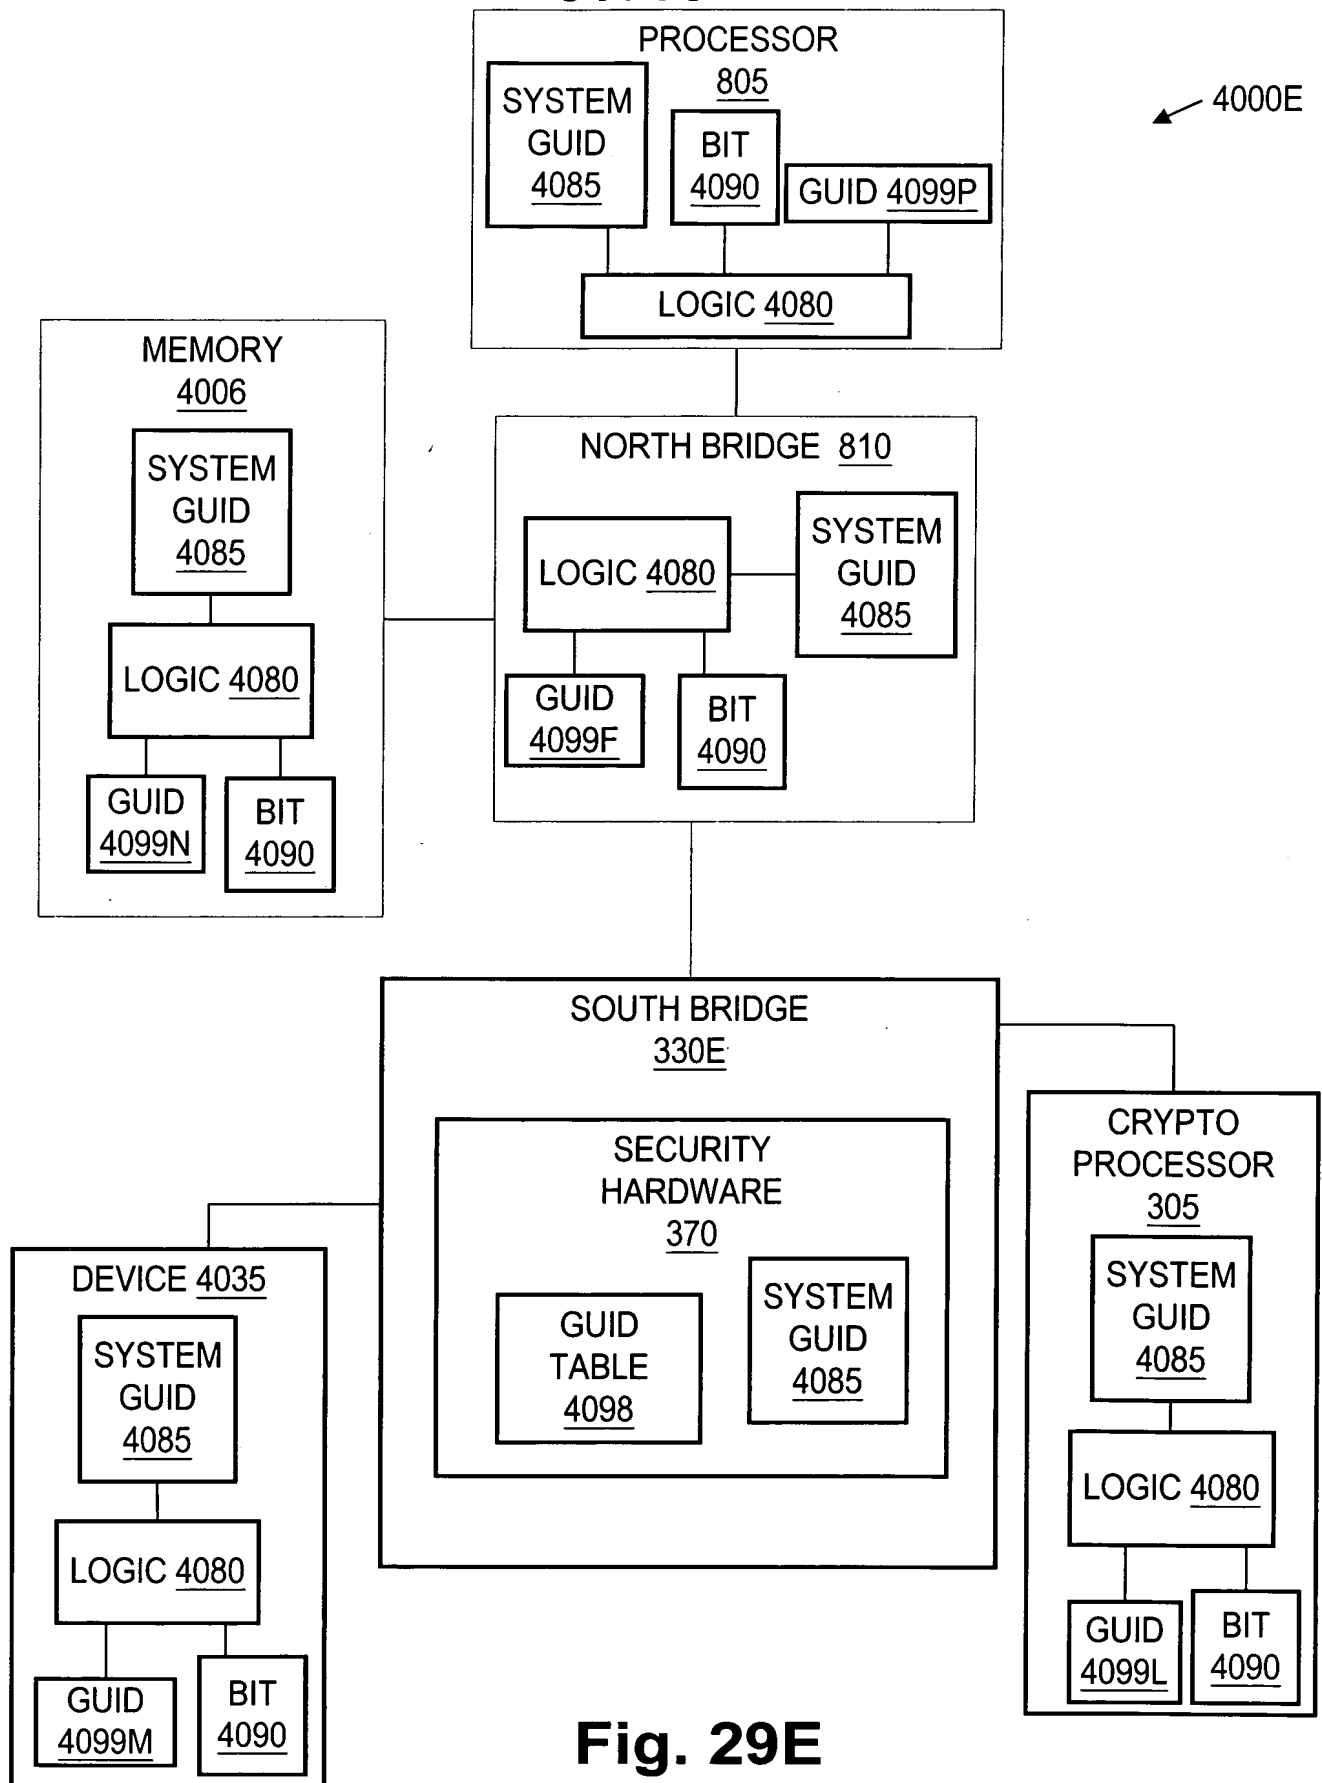 PROCESSOR
805
SYSTEM
GUID
4085
BIT
4090
GUID 4099P
LOGIC 4080
4000E
MEMORY
4006
SYSTEM
GUID
4085
LOGIC 4080
GUID
4099N
BIT
4090
NORTH BRIDGE 810
LOGIC 4080
SYSTEM
GUID
4085
GUID
4099F
BIT
4090
SOUTH BRIDGE
330E
SECURITY
HARDWARE
370
GUID
TABLE
4098
SYSTEM
GUID
4085
CRYPTO
PROCESSOR
305
SYSTEM
GUID
4085
LOGIC 4080
GUID
4099L
BIT
4090
DEVICE 4035
SYSTEM
GUID
4085
LOGIC 4080
GUID
4099M
BIT
4090
Fig. 29E